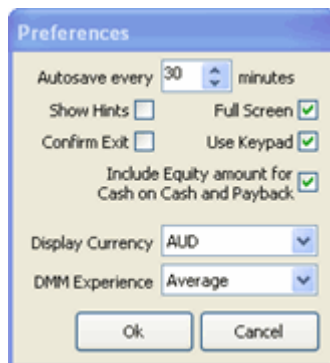 Preferences
Autosave every 30 minutes
Show Hints Full Screen
Confirm Exit Use Keypad
Include Equity amount for
Cash on Cash and Payback
Display Currency AUD
DMM Experience Average
Ok Cancel